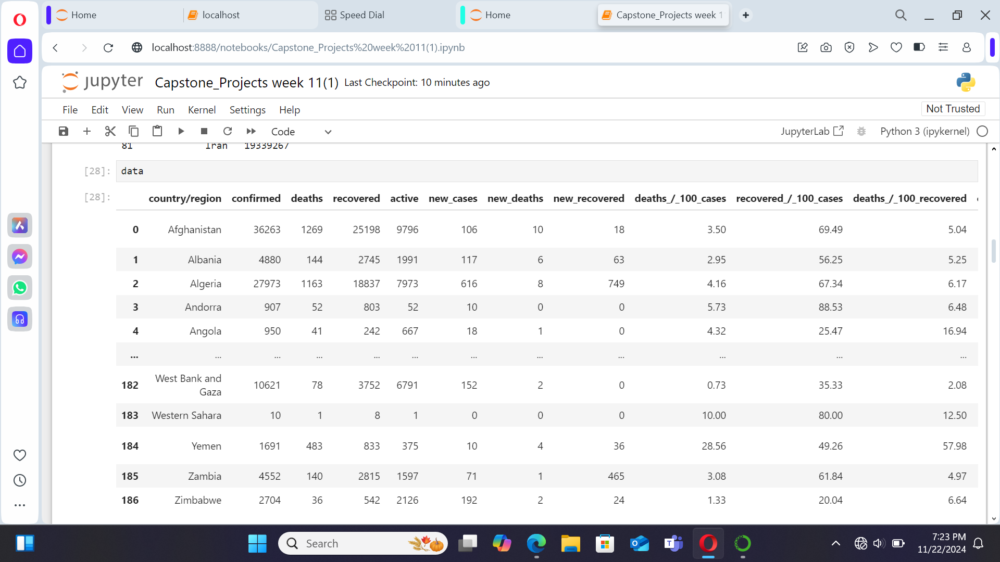 Home
localhost
Speed Dial
Home
Capstone_Projects week 1
localhost:8888/notebooks/Capstone_Projects%20week%2011(1).ipynb
jupyter Capstone_Projects week 11(1) Last Checkpoint: 10 minutes ago
File Edit View Run Kernel Settings Help Not Trusted
Code JupyterLab Python 3 (ipykernel)
81 Iran 19339267
[28]: data
[28]: country/region confirmed deaths recovered active new_cases new_deaths new_recovered deaths_/_100_cases recovered_/_100_cases deaths_/_100_recovered
0 Afghanistan 36263 1269 25198 9796 106 10 18 3.50 69.49 5.04
1 Albania 4880 144 2745 1991 117 6 63 2.95 56.25 5.25
2 Algeria 27973 1163 18837 7973 616 8 749 4.16 67.34 6.17
3 Andorra 907 52 803 52 10 0 0 5.73 88.53 6.48
4 Angola 950 41 242 667 18 1 0 4.32 25.47 16.94
... ... ... ... ... ... ... ... ... ... ... ...
182 West Bank and Gaza 10621 78 3752 6791 152 2 0 0.73 35.33 2.08
183 Western Sahara 10 1 8 1 0 0 0 10.00 80.00 12.50
184 Yemen 1691 483 833 375 10 4 36 28.56 49.26 57.98
185 Zambia 4552 140 2815 1597 71 1 465 3.08 61.84 4.97
186 Zimbabwe 2704 36 542 2126 192 2 24 1.33 20.04 6.64
Search
7:23 PM
11/22/2024